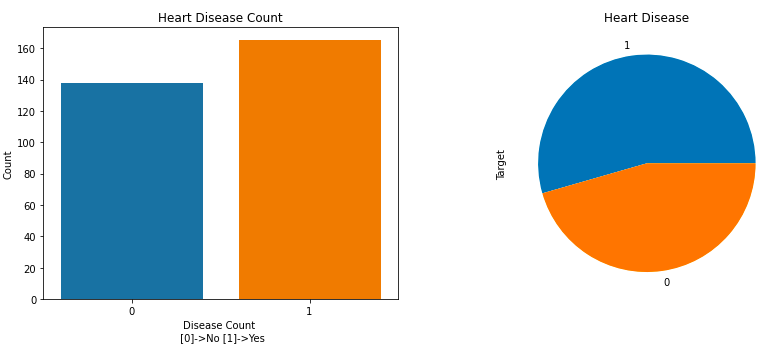 Heart Disease Count
160
140
120
100
80
60
40
20
0
Count
0 1
Disease Count
[0]->No [1]->Yes
Heart Disease
1
Target
0